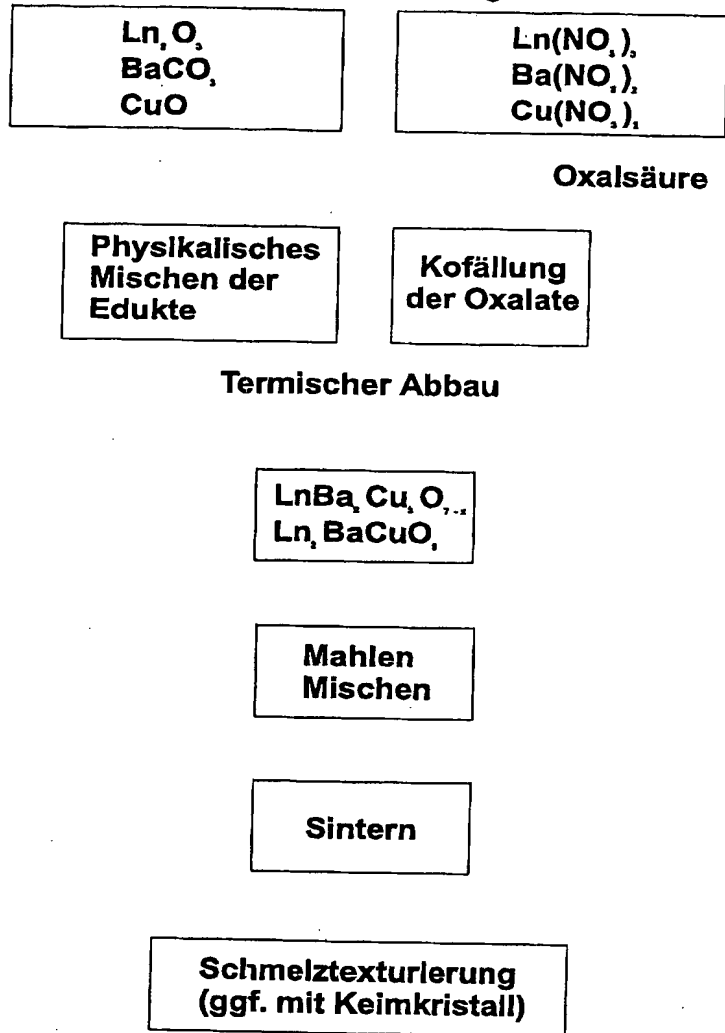 Ln₂O₃
BaCO₃
CuO
Ln(NO₃)₃
Ba(NO₃)₂
Cu(NO₃)₂
Oxalsäure
Physikalisches
Mischen der
Edukte
Kofällung
der Oxalate
Termischer Abbau
LnBa₂Cu₃O₇₋ₓ
Ln₂BaCuO₅
Mahlen
Mischen
Sintern
Schmelztexturierung
(ggf. mit Keimkristall)